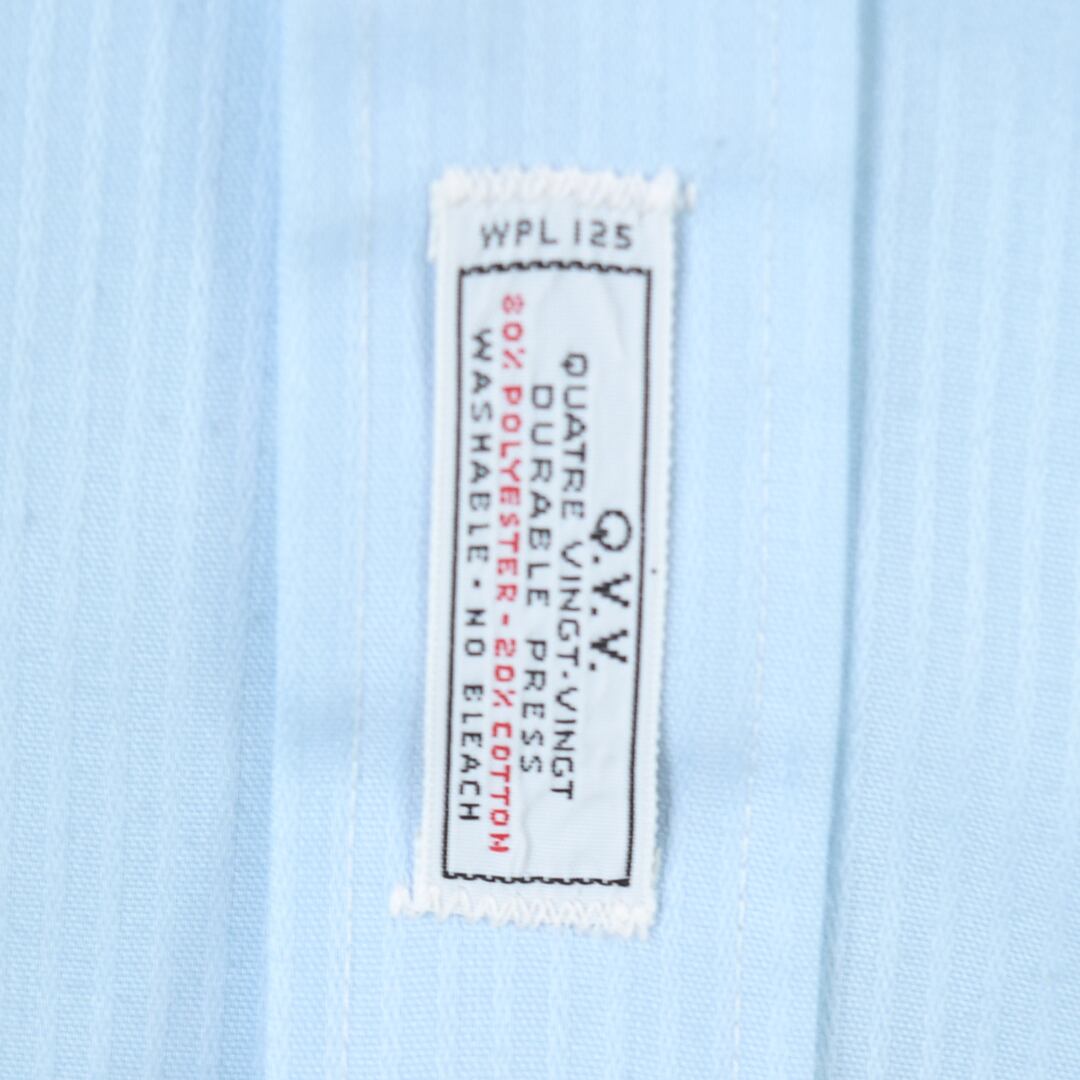 WPL 125
Q.V.V.
QUATRE VINGT-VINGT
DURABLE PRESS
80% POLYESTER-20% COTTON
WASHABLE · NO BLEACH